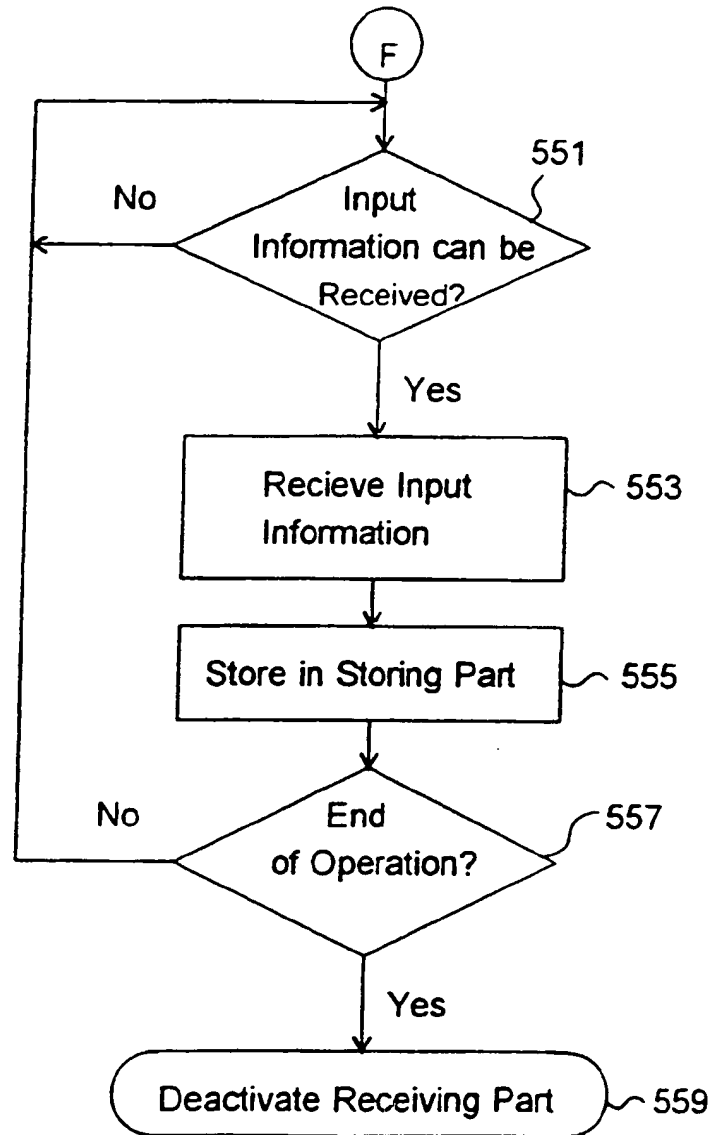 F
551
No
Input
Information can be
Received?
Yes
Recieve Input
Information
553
Store in Storing Part
555
No
End
of Operation?
557
Yes
Deactivate Receiving Part
559